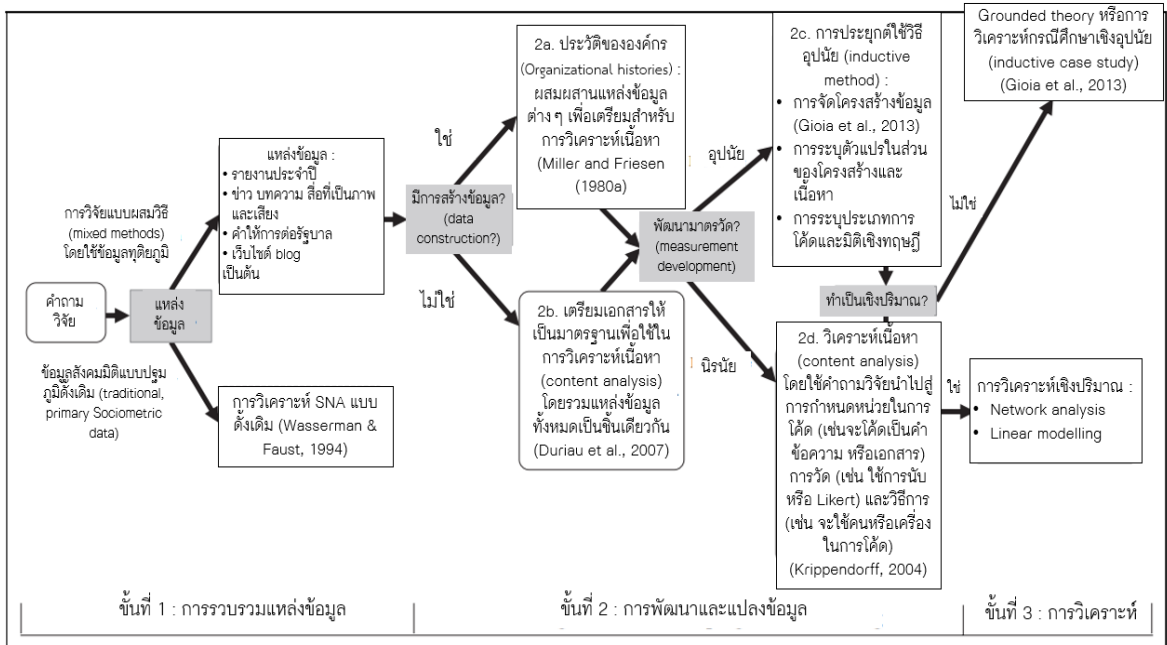 คำถาม
วิจัย
แหล่ง
ข้อมูล
การวิจัยแบบผสมวิธี
(mixed methods)
โดยใช้ข้อมูลทุติยภูมิ
ข้อมูลสังคมมิติแบบปฐม
ภูมิดั้งเดิม (traditional,
primary Sociometric
data)
แหล่งข้อมูล :
• รายงานประจำปี
• ข่าว บทความ สื่อที่เป็นภาพ
และเสียง
• คำให้การต่อรัฐบาล
• เว็บไซต์ blog
เป็นต้น
การวิเคราะห์ SNA แบบ
ดั้งเดิม (Wasserman &
Faust, 1994)
มีการสร้างข้อมูล?
(data
construction?)
ใช่
ไม่ใช่
2a. ประวัติขององค์กร
(Organizational histories) :
ผสมผสานแหล่งข้อมูล
ต่างๆ เพื่อเตรียมสำหรับ
การวิเคราะห์เนื้อหา
(Miller and Friesen
(1980a)
2b. เตรียมเอกสารให้
เป็นมาตรฐานเพื่อใช้ใน
การวิเคราะห์เนื้อหา
(content analysis)
โดยรวมแหล่งข้อมูล
ทั้งหมดเป็นชิ้นเดียวกัน
(Duriau et al., 2007)
พัฒนามาตรวัด?
(measurement
development)
อุปนัย
นิรนัย
2c. การประยุกต์ใช้วิธี
อุปนัย (inductive
method) :
• การจัดโครงสร้างข้อมูล
(Gioia et al., 2013)
• การระบุตัวแปรในส่วน
ของโครงสร้างและ
เนื้อหา
• การระบุประเภทการ
โค้ดและมิติเชิงทฤษฎี
ทำเป็นเชิงปริมาณ?
2d. วิเคราะห์เนื้อหา
(content analysis)
โดยใช้คำถามวิจัยนำไปสู่
การกำหนดหน่วยในการ
โค้ด (เช่นจะโค้ดเป็นคำ
ข้อความ หรือเอกสาร)
การวัด (เช่น ใช้การนับ
หรือ Likert) และวิธีการ
(เช่น จะใช้คนหรือเครื่อง
ในการโค้ด)
(Krippendorff, 2004)
ไม่ใช่
ใช่
Grounded theory หรือการ
วิเคราะห์กรณีศึกษาเชิงอุปนัย
(inductive case study)
(Gioia et al., 2013)
การวิเคราะห์เชิงปริมาณ :
• Network analysis
• Linear modelling
ขั้นที่ 1 : การรวบรวมแหล่งข้อมูล
ขั้นที่ 2 : การพัฒนาและแปลงข้อมูล
ขั้นที่ 3 : การวิเคราะห์